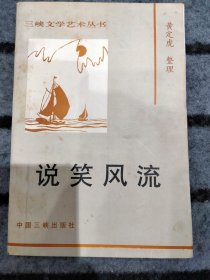 三峡文学艺术丛书
黄定虎 整理
说笑风流
中国三峡出版社